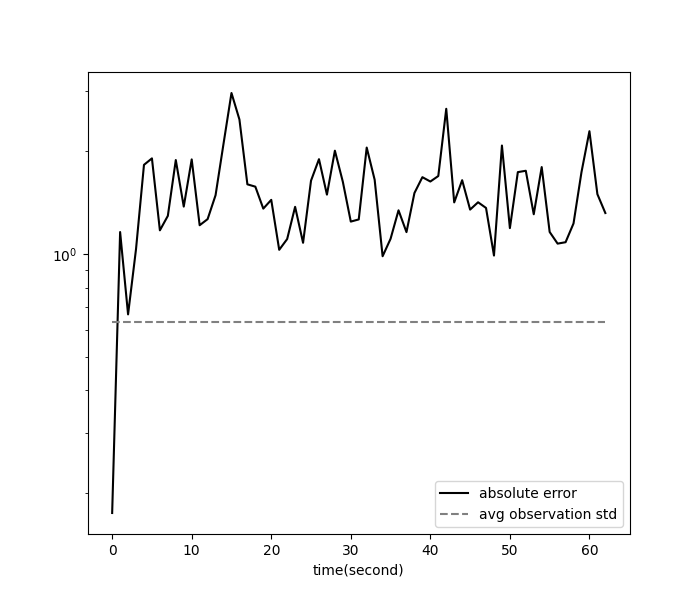 10⁰
absolute error
avg observation std
0 10 20 30 40 50 60
time(second)